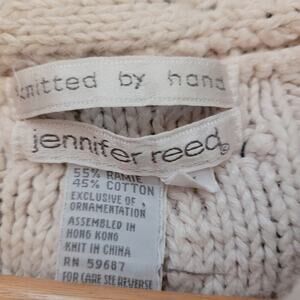 knitted by hand
jennifer reed®
55% RAMIE
45% COTTON
EXCLUSIVE OF
ORNAMENTATION
ASSEMBLED IN
HONG KONG
KNIT IN CHINA
RN 59687
FOR CARE SEE REVERSE